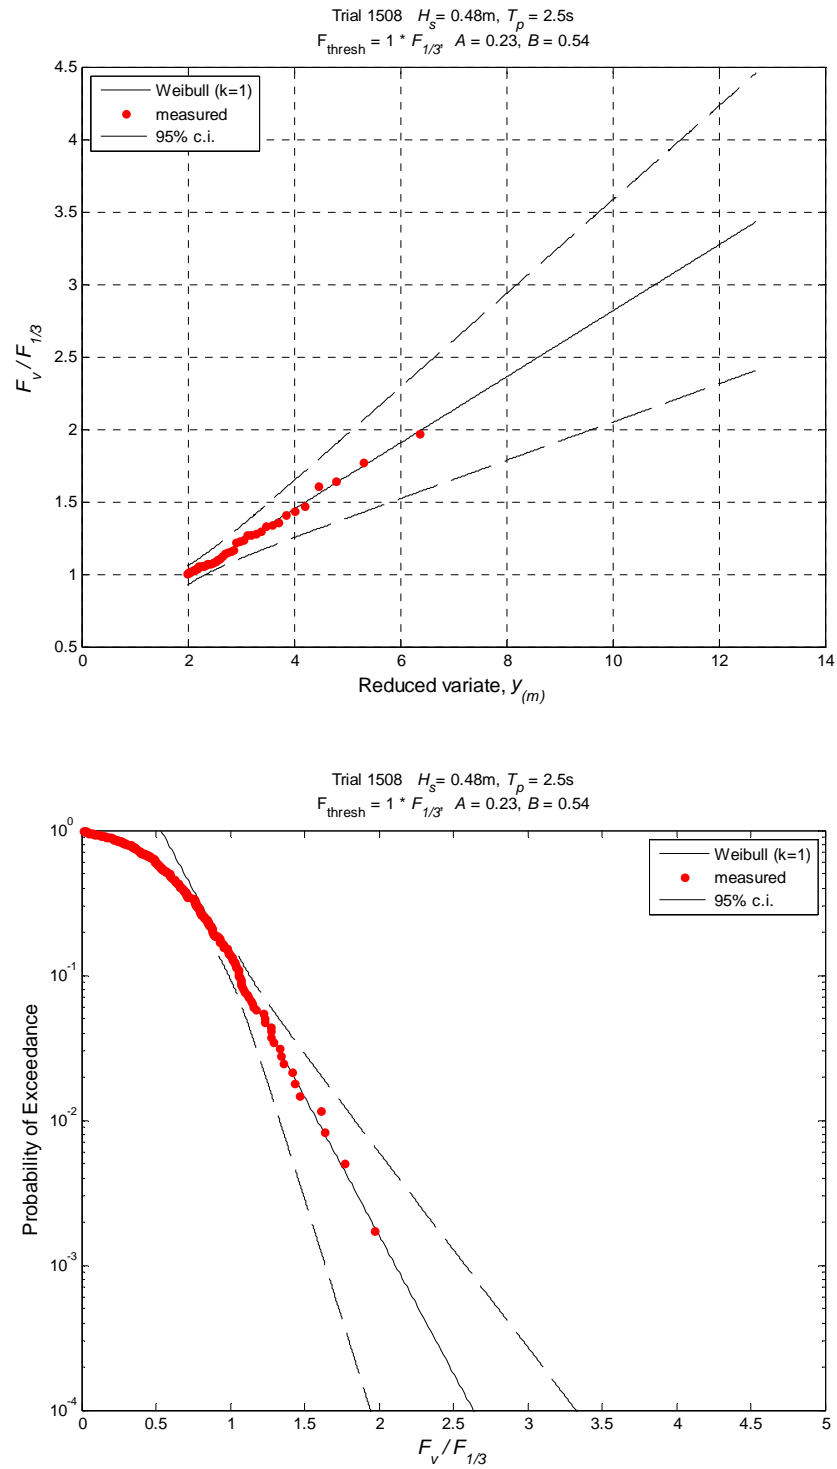 Trial 1508 H_s= 0.48m, T_p = 2.5s
F_thresh = 1 * F_1/3, A = 0.23, B = 0.54
4.5
4
3.5
3
2.5
2
1.5
1
0.5
F_v / F_1/3
Weibull (k=1)
measured
95% c.i.
0 2 4 6 8 10 12 14
Reduced variate, y_(m)
Trial 1508 H_s= 0.48m, T_p = 2.5s
F_thresh = 1 * F_1/3, A = 0.23, B = 0.54
10^0
10^-1
10^-2
10^-3
10^-4
Probability of Exceedance
Weibull (k=1)
measured
95% c.i.
0 0.5 1 1.5 2 2.5 3 3.5 4 4.5 5
F_v / F_1/3